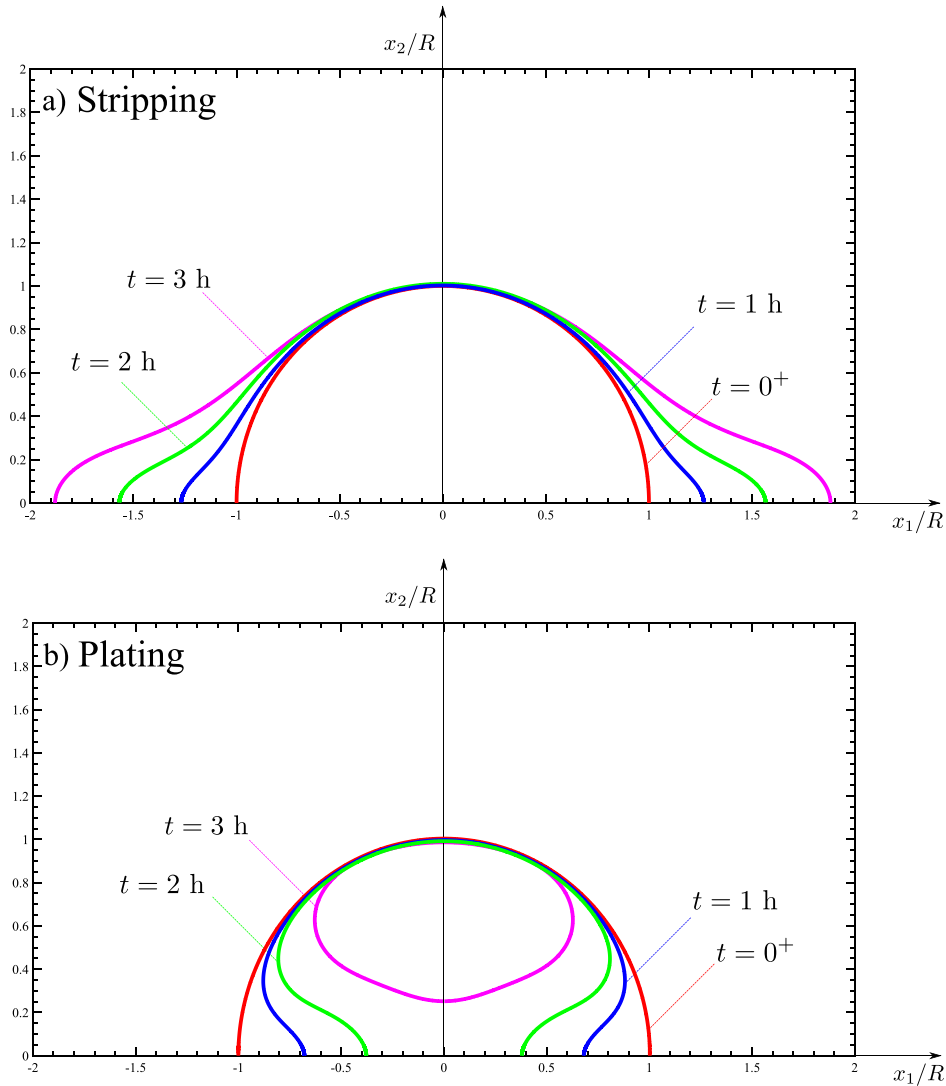 x₂/R
a) Stripping
2
1.8
1.6
1.4
1.2
1
0.8
0.6
0.4
0.2
0
t = 3 h
t = 2 h
t = 1 h
t = 0⁺
-2
-1.5
-1
-0.5
0
0.5
1
1.5
2
x₁/R
x₂/R
b) Plating
2
1.8
1.6
1.4
1.2
1
0.8
0.6
0.4
0.2
0
t = 3 h
t = 2 h
t = 1 h
t = 0⁺
-2
-1.5
-1
-0.5
0
0.5
1
1.5
2
x₁/R